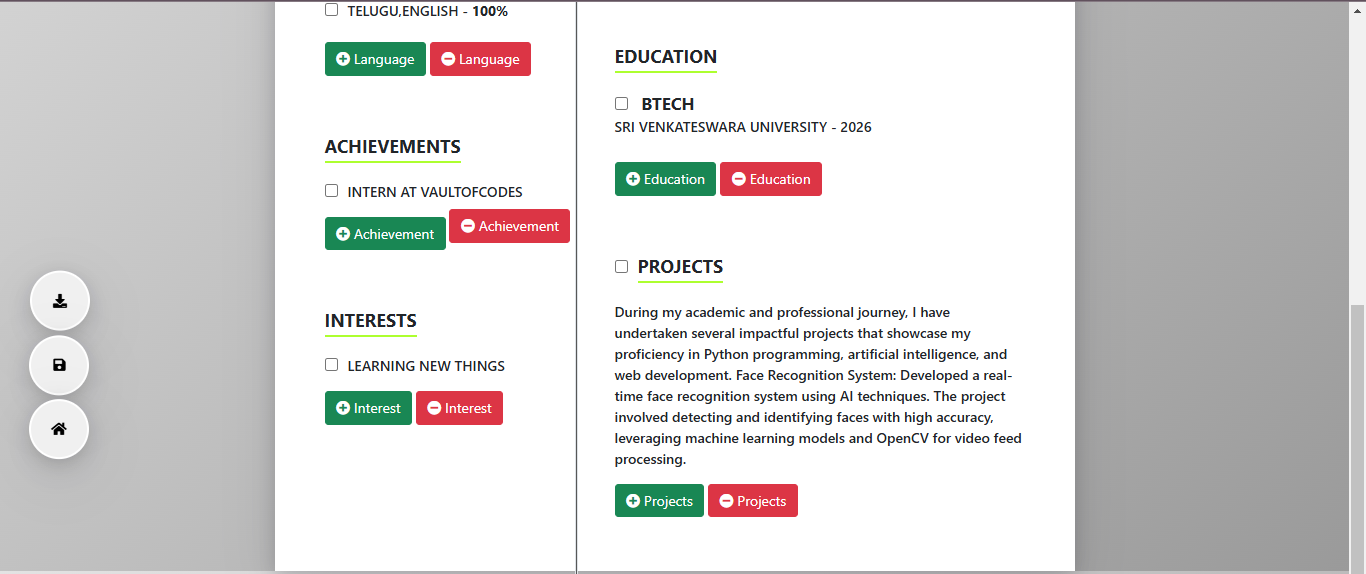 TELUGU,ENGLISH - 100%
Language Language
ACHIEVEMENTS
INTERN AT VAULTOFCODES
Achievement Achievement
INTERESTS
LEARNING NEW THINGS
Interest Interest
EDUCATION
BTECH
SRI VENKATESWARA UNIVERSITY - 2026
Education Education
PROJECTS
During my academic and professional journey, I have
undertaken several impactful projects that showcase my
proficiency in Python programming, artificial intelligence, and
web development. Face Recognition System: Developed a real-
time face recognition system using AI techniques. The project
involved detecting and identifying faces with high accuracy,
leveraging machine learning models and OpenCV for video feed
processing.
Projects Projects